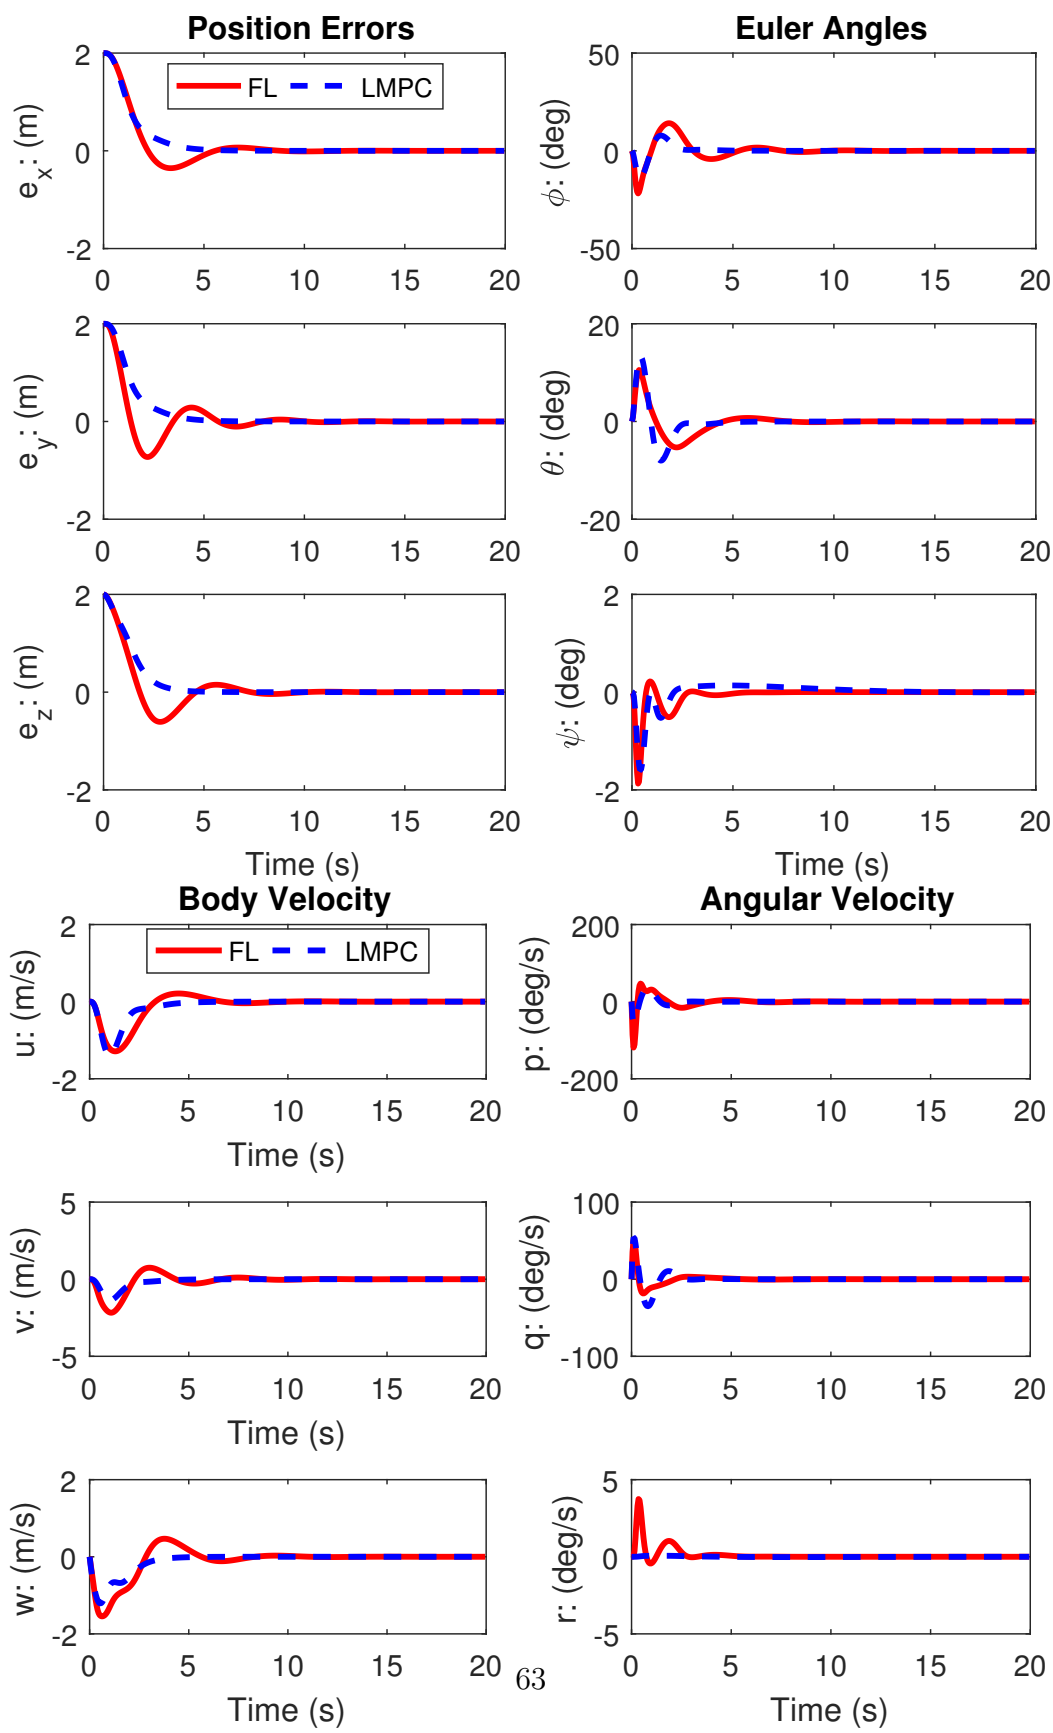 Position Errors
Euler Angles
2
0
-2
e_x: (m)
FL LMPC
0 5 10 15 20
50
0
-50
ϕ: (deg)
0 5 10 15 20
2
0
-2
e_y: (m)
0 5 10 15 20
20
0
-20
θ: (deg)
0 5 10 15 20
2
0
-2
e_z: (m)
0 5 10 15 20
Time (s)
2
0
-2
ψ: (deg)
0 5 10 15 20
Time (s)
Body Velocity
Angular Velocity
2
0
-2
u: (m/s)
FL LMPC
0 5 10 15 20
Time (s)
200
0
-200
p: (deg/s)
0 5 10 15 20
5
0
-5
v: (m/s)
0 5 10 15 20
Time (s)
100
0
-100
q: (deg/s)
0 5 10 15 20
2
0
-2
w: (m/s)
0 5 10 15 20
Time (s)
5
0
-5
r: (deg/s)
0 5 10 15 20
Time (s)
63